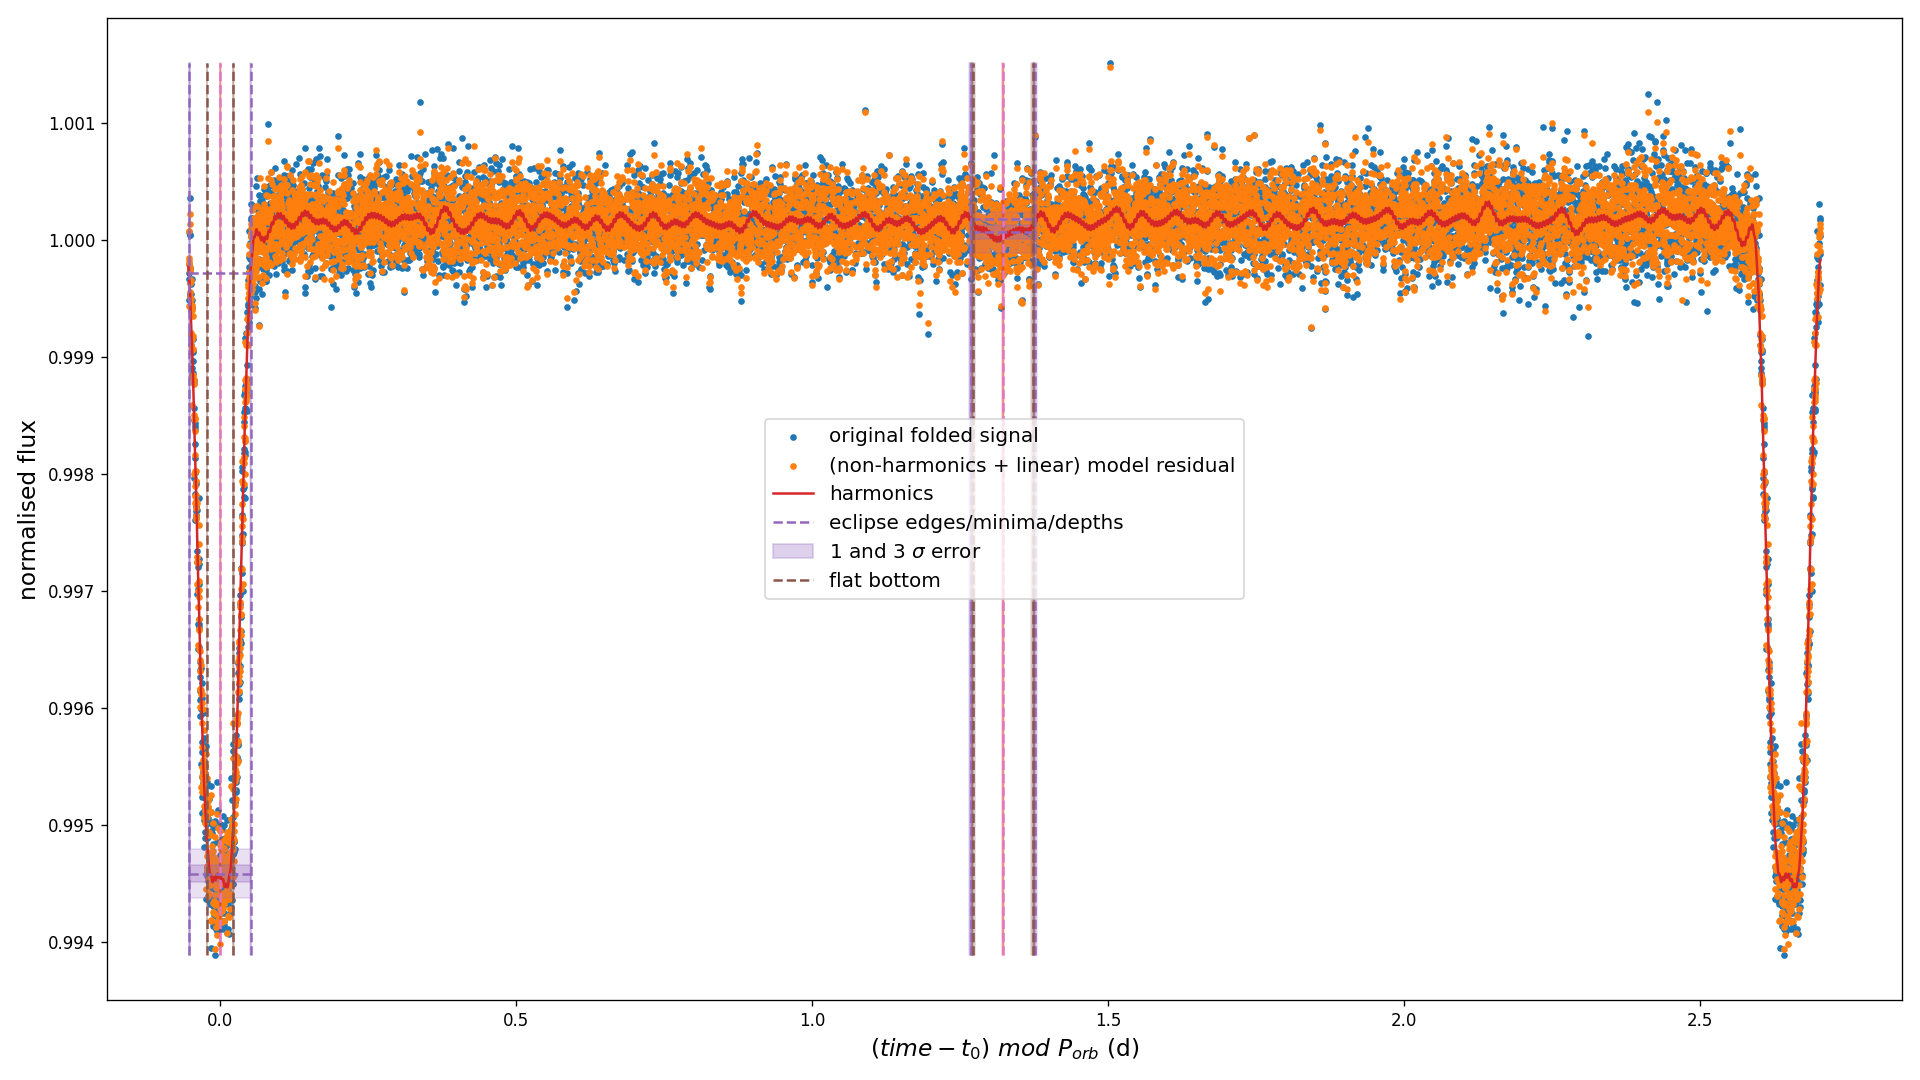 normalised flux
1.001
1.000
0.999
0.998
0.997
0.996
0.995
0.994
original folded signal
(non-harmonics + linear) model residual
harmonics
eclipse edges/minima/depths
1 and 3 σ error
flat bottom
0.0 0.5 1.0 1.5 2.0 2.5
(time − t₀) mod Pₒᵣb (d)